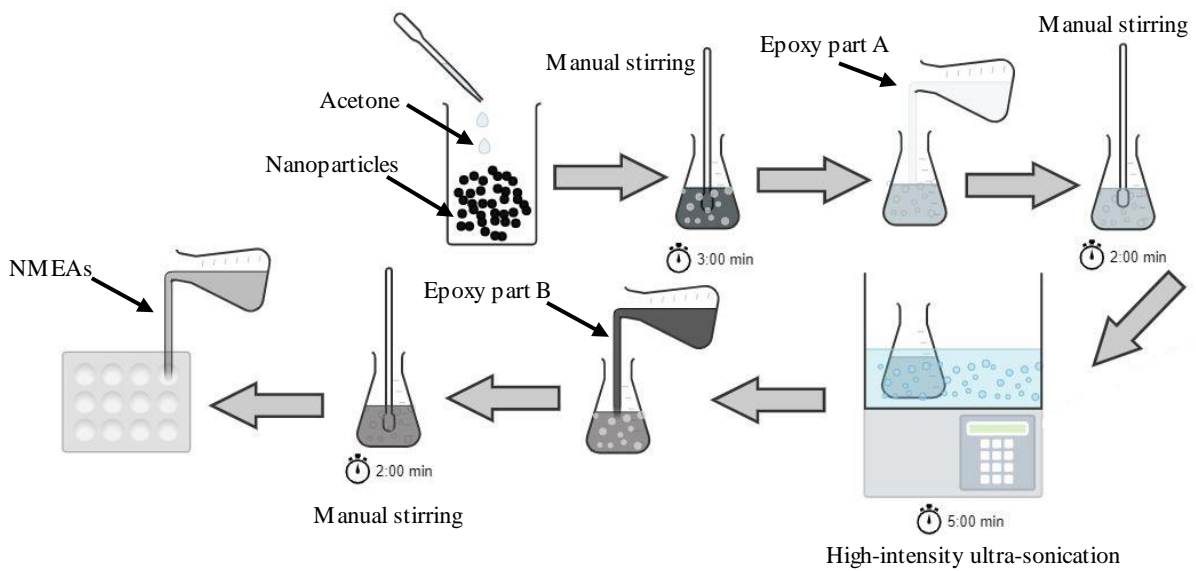 Acetone
Nanoparticles
Manual stirring
3:00 min
Epoxy part A
Manual stirring
2:00 min
High-intensity ultra-sonication
5:00 min
Epoxy part B
Manual stirring
2:00 min
NMEAs